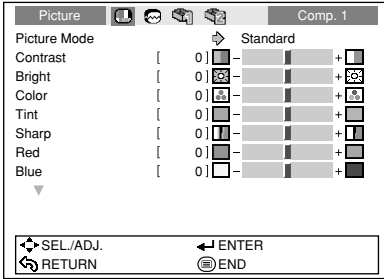 Picture Comp. 1
Picture Mode Standard
Contrast [ 0 ] - +
Bright [ 0 ] - +
Color [ 0 ] - +
Tint [ 0 ] - +
Sharp [ 0 ] - +
Red [ 0 ] - +
Blue [ 0 ] - +
SEL./ADJ. ENTER
RETURN END